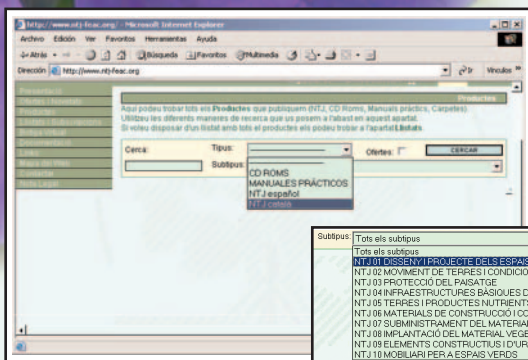 http://www.ntj-feac.org/ - Microsoft Internet Explorer
Archivo Edición Ver Favoritos Herramientas Ayuda
Atrás Búsqueda Favoritos Multimedia
Dirección http://www.ntj-feac.org Ir Vínculos
Presentació
Productes
Ofertes i Novetats
Productes
Botiga virtual
Documentació
Links
Mapa del Web
Contactar
Nota Legal
Aquí podeu trobar tots els Productes que publiquem (NTJ, CD Roms, Manuals pràctics, Carpetes).
Utilitzeu les diferents maneres de recerca que us posem a l'abast en aquest apartat.
Si voleu disposar d'un llistat amb tots el productes els podeu trobar a l'apartat Llistats.
Cerca: Tipus: Ofertes: CERCAR
Subtipus:
CD ROMS
MANUALES PRÁCTICOS
NTJ español
NTJ català
Subtipus: Tots els subtipus
Tots els subtipus
NTJ 01 DISSENY I PROJECTE DELS ESPAIS
NTJ 02 MOVIMENT DE TERRES I CONDICIO
NTJ 03 PROTECCIÓ DEL PAISATGE
NTJ 04 INFRAESTRUCTURES BÀSIQUES D
NTJ 05 TERRES I PRODUCTES NUTRIENTS
NTJ 06 MATERIALS DE CONSTRUCCIÓ I CO
NTJ 07 SUBMINISTRAMENT DEL MATERIAL
NTJ 08 IMPLANTACIÓ DEL MATERIAL VEGE
NTJ 09 ELEMENTS CONSTRUCTIUS I D'UR
NTJ 10 MOBILIARI PER A ESPAIS VERDS